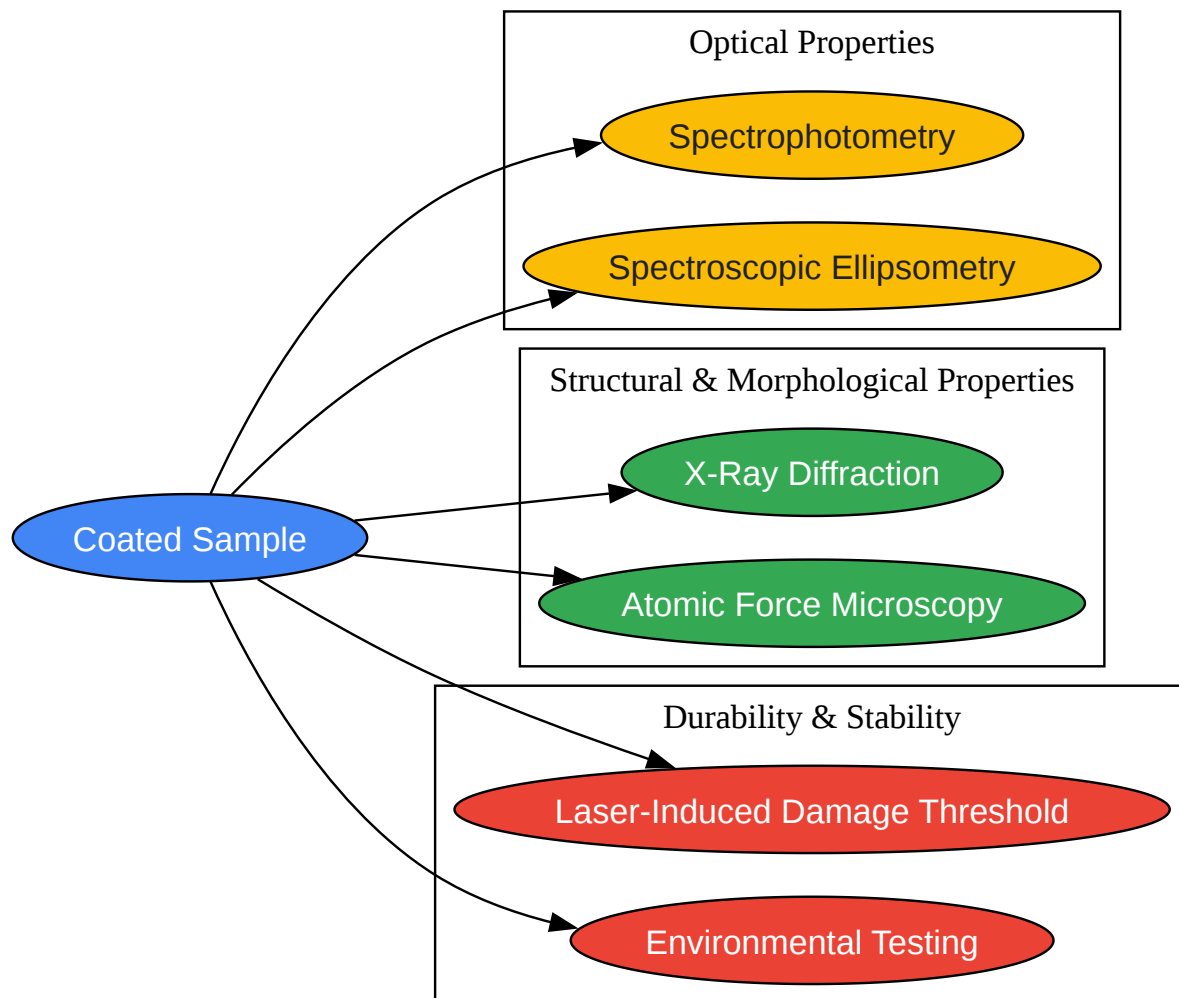 Optical Properties
Spectrophotometry
Spectroscopic Ellipsometry
Structural & Morphological Properties
X-Ray Diffraction
Coated Sample
Atomic Force Microscopy
Durability & Stability
Laser-Induced Damage Threshold
Environmental Testing